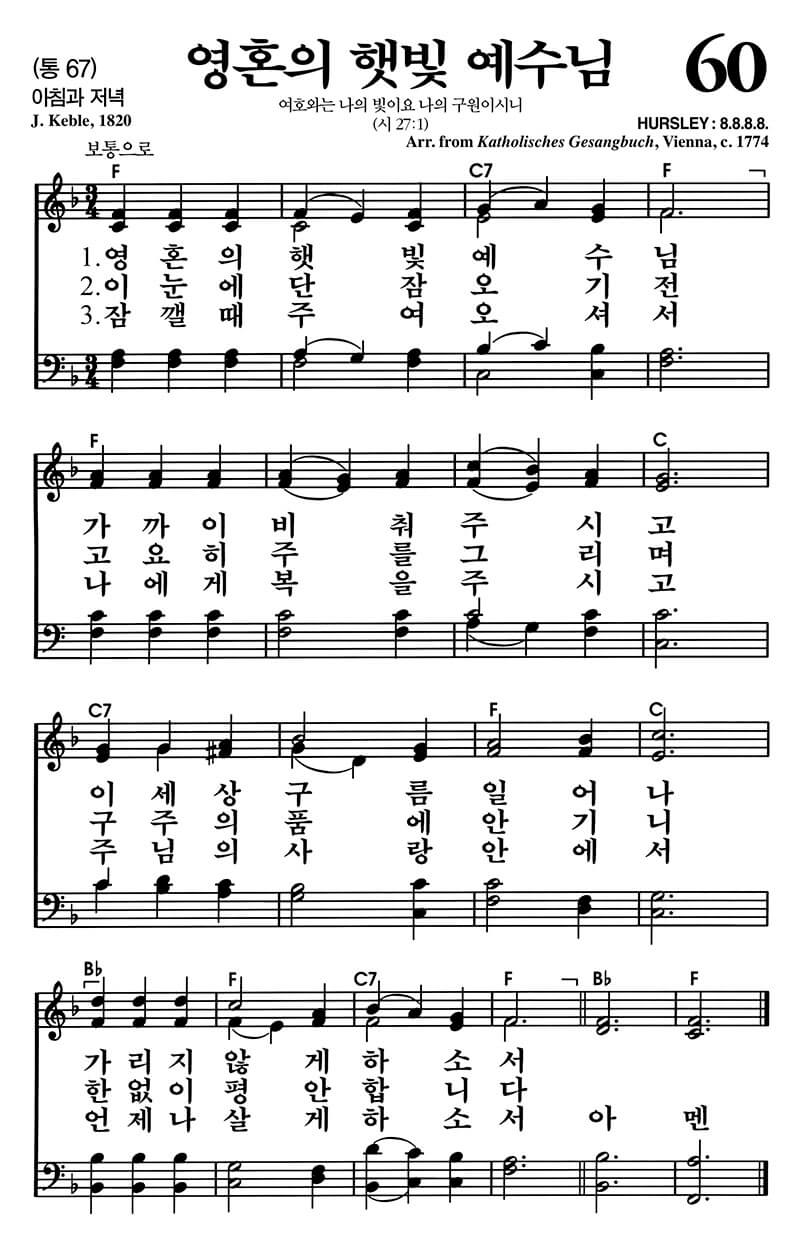 (통 67)
아침과 저녁
J. Keble, 1820
영혼의 햇빛 예수님
여호와는 나의 빛이요 나의 구원이시니
(시 27:1)
60
HURSLEY : 8.8.8.8.
Arr. from Katholisches Gesangbuch, Vienna, c. 1774
보통으로
F C7 F
1. 영 혼 의 햇 빛 예 수 님
2. 이 눈 에 단 잠 오 기 전
3. 잠 깰 때 주 여 오 셔 서
F C
가 까 이 비 춰 주 시 고
고 요 히 주 를 그 리 며
나 에 게 복 을 주 시 고
C7 F C
이 세 상 구 름 일 어 나
구 주 의 품 에 안 기 니
주 님 의 사 랑 안 에 서
B♭ F C7 F B♭ F
가 리 지 않 게 하 소 서
한 없 이 평 안 합 니 다
언 제 나 살 게 하 소 서 아 멘